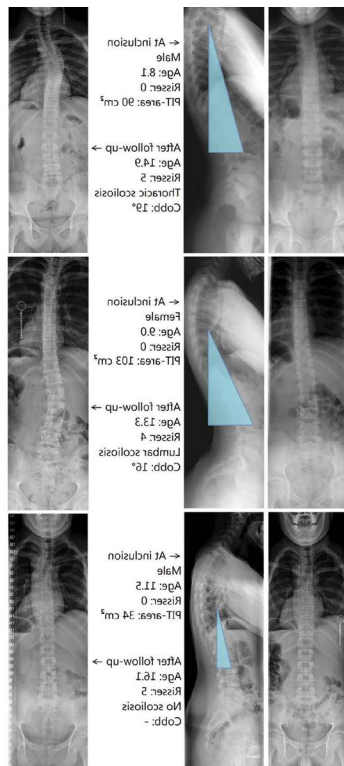 ← At inclusion
Male
Age: 8.1
Risser: 0
PIT-area: 90 cm²
After follow-up →
Age: 14.9
Risser: 5
Thoracic scoliosis
Cobb: 19°
← At inclusion
Female
Age: 9.0
Risser: 0
PIT-area: 103 cm²
After follow-up →
Age: 13.3
Risser: 4
Lumbar scoliosis
Cobb: 16°
← At inclusion
Male
Age: 11.5
Risser: 0
PIT-area: 34 cm²
After follow-up →
Age: 16.1
Risser: 5
No scoliosis
Cobb: -